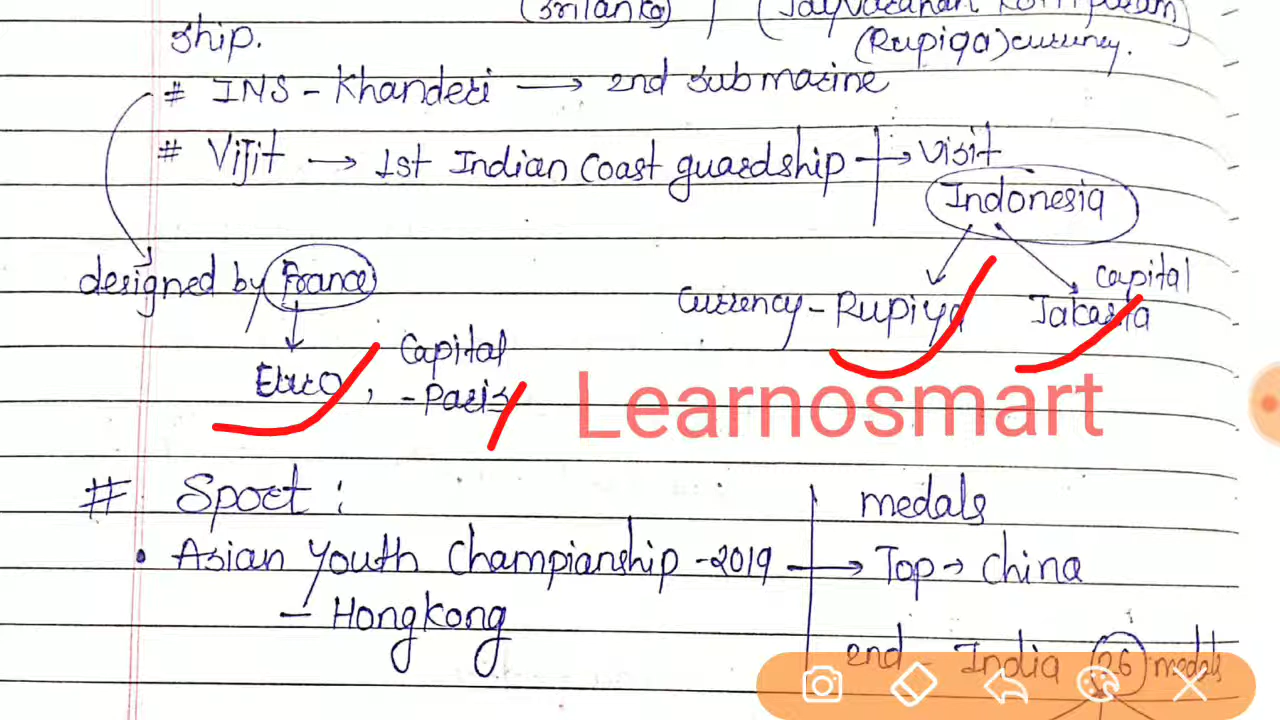 (Srilanka)
ship.
(Rupiqa) currency.
# INS - Khanderi → 2nd submarine
# Vijit → 1st Indian Coast guardship → Visit
Indonesia
designed by France
Capital
Currency - Rupiya Jakarta
Euro, Capital
- Paris
Learnosmart
# Sport :
medals
• Asian Youth Championship - 2019 → Top → China
- Hongkong
2nd - India 26 medals